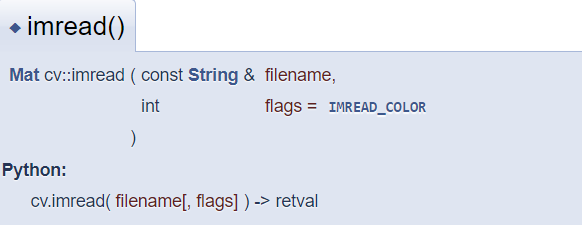 ◆ imread()
Mat cv::imread ( const String & filename,
int flags = IMREAD_COLOR
)
Python:
cv.imread( filename[, flags] ) -> retval